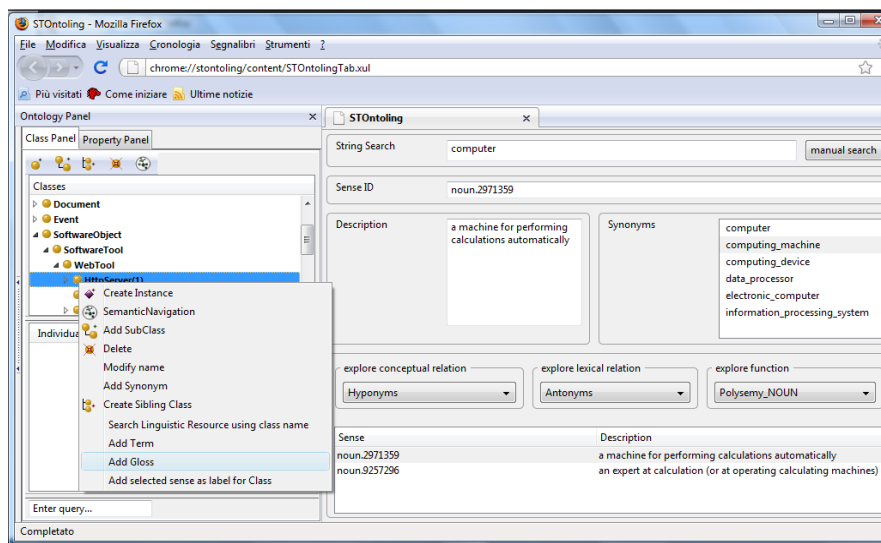 STOntoling - Mozilla Firefox
File Modifica Visualizza Cronologia Segnalibri Strumenti ?
chrome://stontoling/content/STOntolingTab.xul
Più visitati Come iniziare Ultime notizie
Ontology Panel
Class Panel Property Panel
Classes
Document
Event
SoftwareObject
SoftwareTool
WebTool
HttpServer(1)
Create Instance
SemanticNavigation
Add SubClass
Individua
Delete
Modify name
Add Synonym
Create Sibling Class
Search Linguistic Resource using class name
Add Term
Add Gloss
Add selected sense as label for Class
Enter query...
STOntoling
String Search computer manual search
Sense ID noun.2971359
Description a machine for performing
calculations automatically
Synonyms
computer
computing_machine
computing_device
data_processor
electronic_computer
information_processing_system
explore conceptual relation explore lexical relation explore function
Hyponyms Antonyms Polysemy_NOUN
Sense Description
noun.2971359 a machine for performing calculations automatically
noun.9257296 an expert at calculation (or at operating calculating machines)
Completato